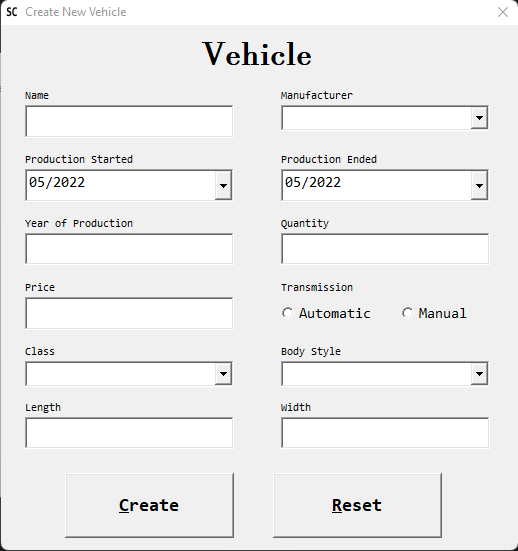 SC Create New Vehicle
Vehicle
Name Manufacturer
Production Started Production Ended
05/2022 05/2022
Year of Production Quantity
Price Transmission
Automatic Manual
Class Body Style
Length Width
Create Reset